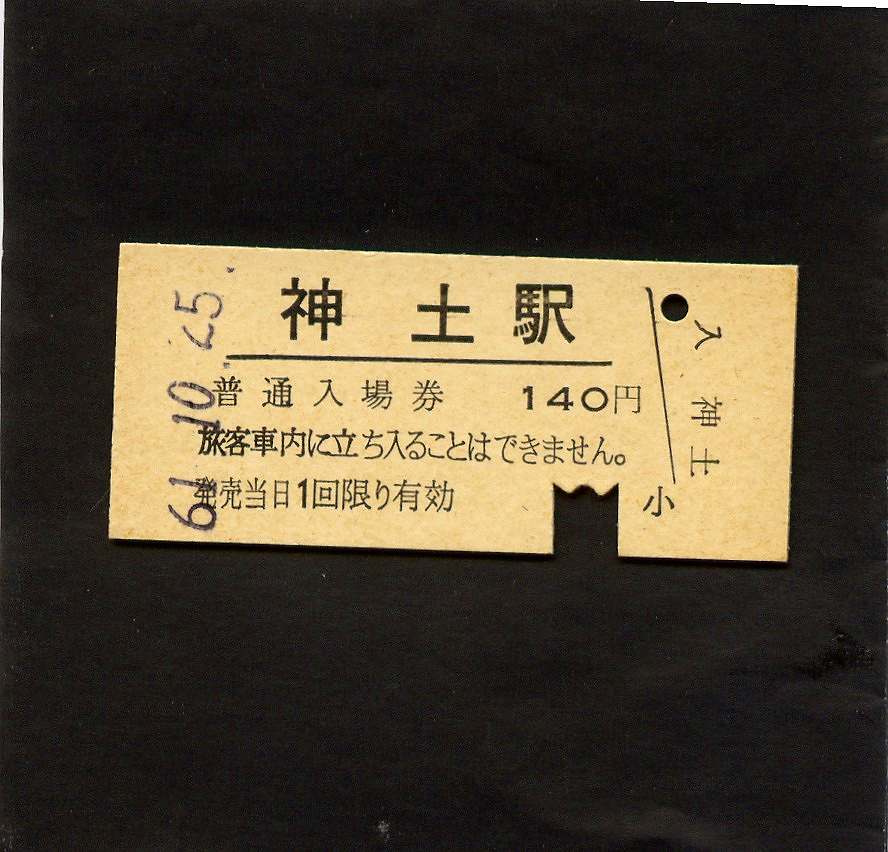 神土駅
普通入場券 140円
旅客車内に立ち入ることはできません。
発売当日1回限り有効
61.10.25.
小
入 神土